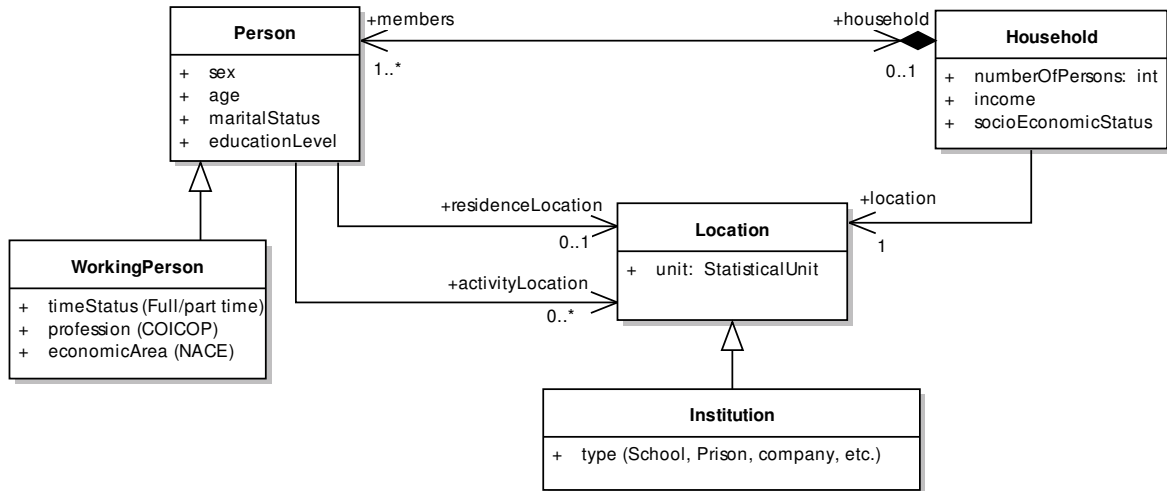 Person
+ sex
+ age
+ maritalStatus
+ educationLevel
+members
1..*
+household
0..1
Household
+ numberOfPersons: int
+ income
+ socioEconomicStatus
+residenceLocation
0..1
+activityLocation
0..*
+location
1
Location
+ unit: StatisticalUnit
WorkingPerson
+ timeStatus (Full/part time)
+ profession (COICOP)
+ economicArea (NACE)
Institution
+ type (School, Prison, company, etc.)